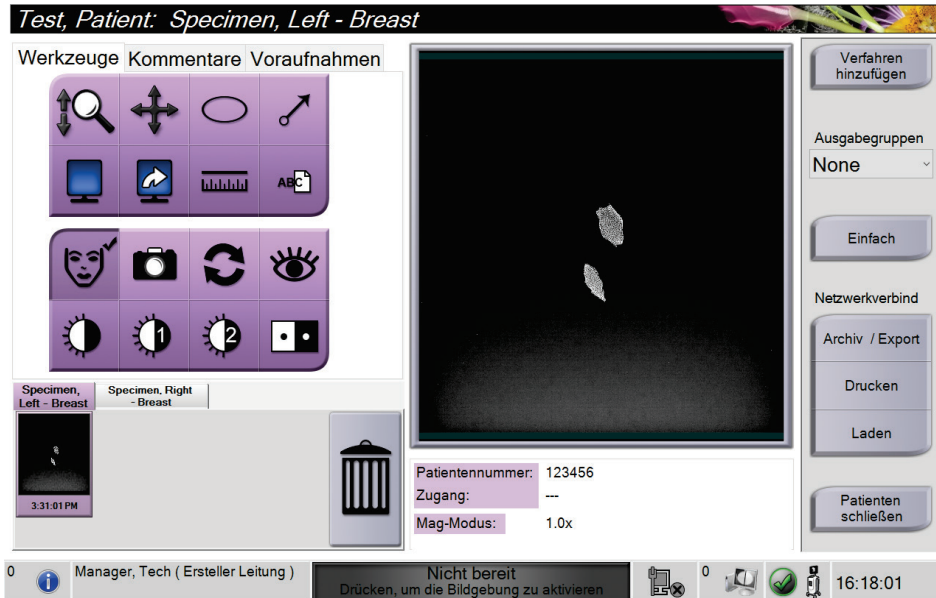 Test, Patient: Specimen, Left - Breast
Werkzeuge Kommentare Voraufnahmen
ABC
1 2
Specimen,
Left - Breast
Specimen, Right
- Breast
3:31:01 PM
Patientennummer: 123456
Zugang: ---
Mag-Modus: 1.0x
Verfahren
hinzufügen
Ausgabegruppen
None
Einfach
Netzwerkverbind
Archiv / Export
Drucken
Laden
Patienten
schließen
0
Manager, Tech ( Ersteller Leitung )
Nicht bereit
Drücken, um die Bildgebung zu aktivieren
0
16:18:01